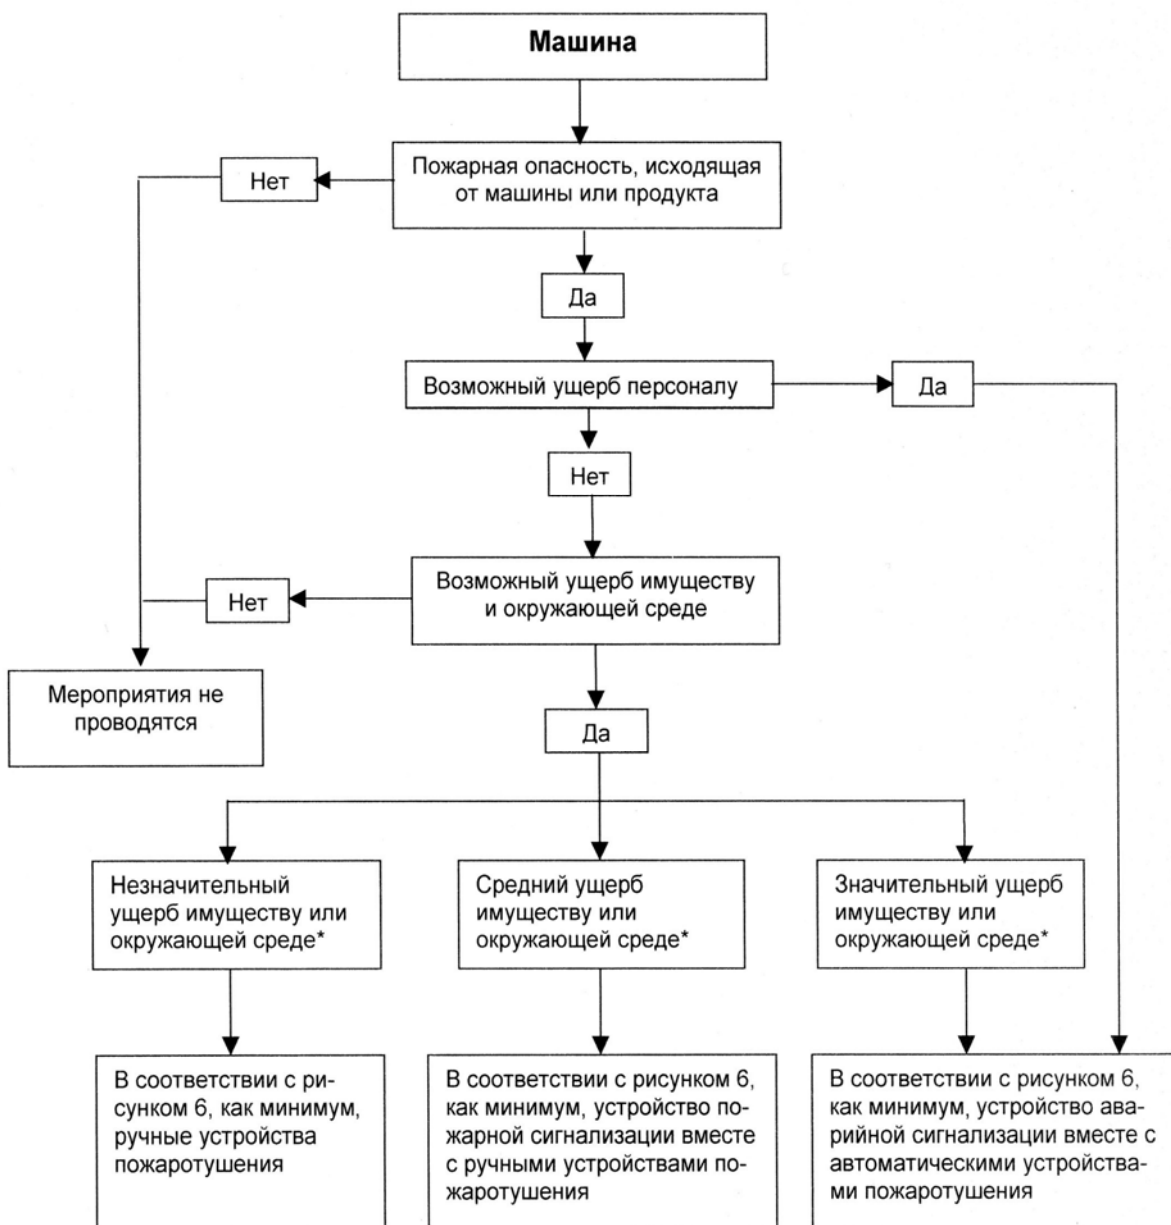 Машина
Пожарная опасность, исходящая
от машины или продукта
Нет
Да
Возможный ущерб персоналу
Да
Нет
Возможный ущерб имуществу
и окружающей среде
Нет
Мероприятия не
проводятся
Да
Незначительный
ущерб имуществу или
окружающей среде*
Средний ущерб
имуществу или
окружающей среде*
Значительный ущерб
имуществу или
окружающей среде*
В соответствии с ри-
сунком 6, как минимум,
ручные устройства
пожаротушения
В соответствии с рисунком 6,
как минимум, устройство по-
жарной сигнализации вместе
с ручными устройствами по-
жаротушения
В соответствии с рисунком 6,
как минимум, устройство ава-
рийной сигнализации вместе с
автоматическими устройства-
ми пожаротушения